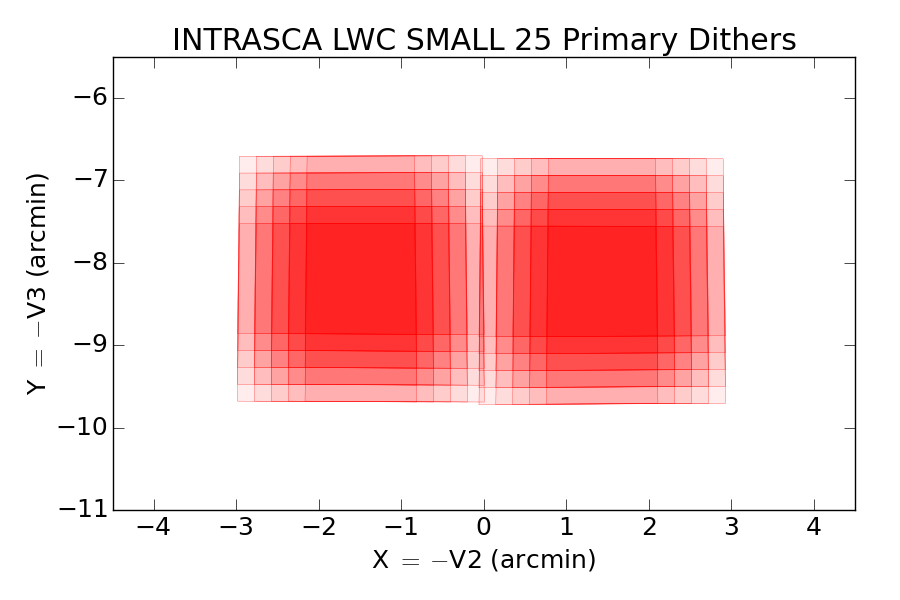 INTRASCA LWC SMALL 25 Primary Dithers
−6
−7
−8
−9
−10
−11
Y = −V3 (arcmin)
−4 −3 −2 −1 0 1 2 3 4
X = −V2 (arcmin)